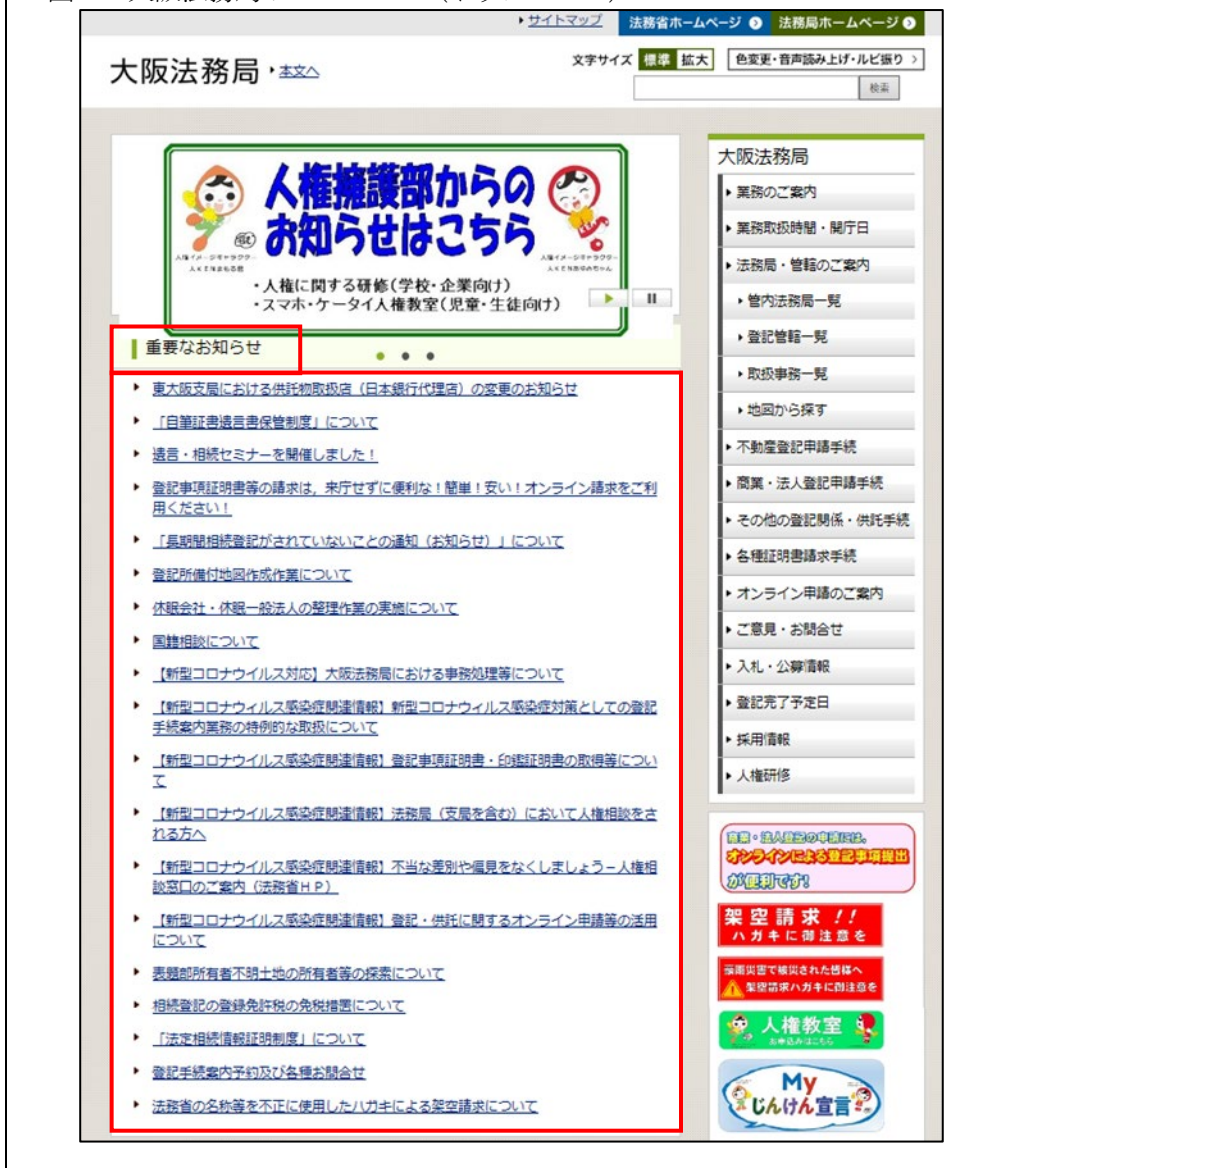 サイトマップ 法務省ホームページ 法務局ホームページ
大阪法務局 本文へ
文字サイズ 標準 拡大 色変更・音声読み上げ・ルビ振り
検索
人権擁護部からの
お知らせはこちら
・人権に関する研修(学校・企業向け)
・スマホ・ケータイ人権教室(児童・生徒向け)
重要なお知らせ
東大阪支局における供託物取扱店（日本銀行代理店）の変更のお知らせ
「自筆証書遺言書保管制度」について
遺言・相続セミナーを開催しました！
登記事項証明書等の請求は，来庁せずに便利な！簡単！安い！オンライン請求をご利
用ください！
「長期間相続登記がされていないことの通知（お知らせ）」について
登記所備付地図作成作業について
休眠会社・休眠一般法人の整理作業の実施について
国籍相談について
【新型コロナウイルス対応】大阪法務局における事務処理等について
【新型コロナウイルス感染症関連情報】新型コロナウィルス感染症対策としての登記
手続案内業務の特例的な取扱について
【新型コロナウイルス感染症関連情報】登記事項証明書・印鑑証明書の取得等につい
て
【新型コロナウイルス感染症関連情報】法務局（支局を含む）において人権相談をさ
れる方へ
【新型コロナウイルス感染症関連情報】不当な差別や偏見をなくしましょう－人権相
談窓口のご案内（法務省ＨＰ）
【新型コロナウイルス感染症関連情報】登記・供託に関するオンライン申請等の活用
について
表題部所有者不明土地の所有者等の探索について
相続登記の登録免許税の免税措置について
「法定相続情報証明制度」について
登記手続案内予約及び各種お問合せ
法務省の名称等を不正に使用したハガキによる架空請求について
大阪法務局
業務のご案内
業務取扱時間・開庁日
法務局・管轄のご案内
管内法務局一覧
登記管轄一覧
取扱事務一覧
地図から探す
不動産登記申請手続
商業・法人登記申請手続
その他の登記関係・供託手続
各種証明書請求手続
オンライン申請のご案内
ご意見・お問合せ
入札・公募情報
登記完了予定日
採用情報
人権研修
商業・法人登記の申請には、
オンラインによる登記事項提出
が便利です!
架空請求!!
ハガキに御注意を
豪雨災害で被災された皆様へ
架空請求ハガキに御注意を
人権教室
お申込みはこちら
My
じんけん宣言